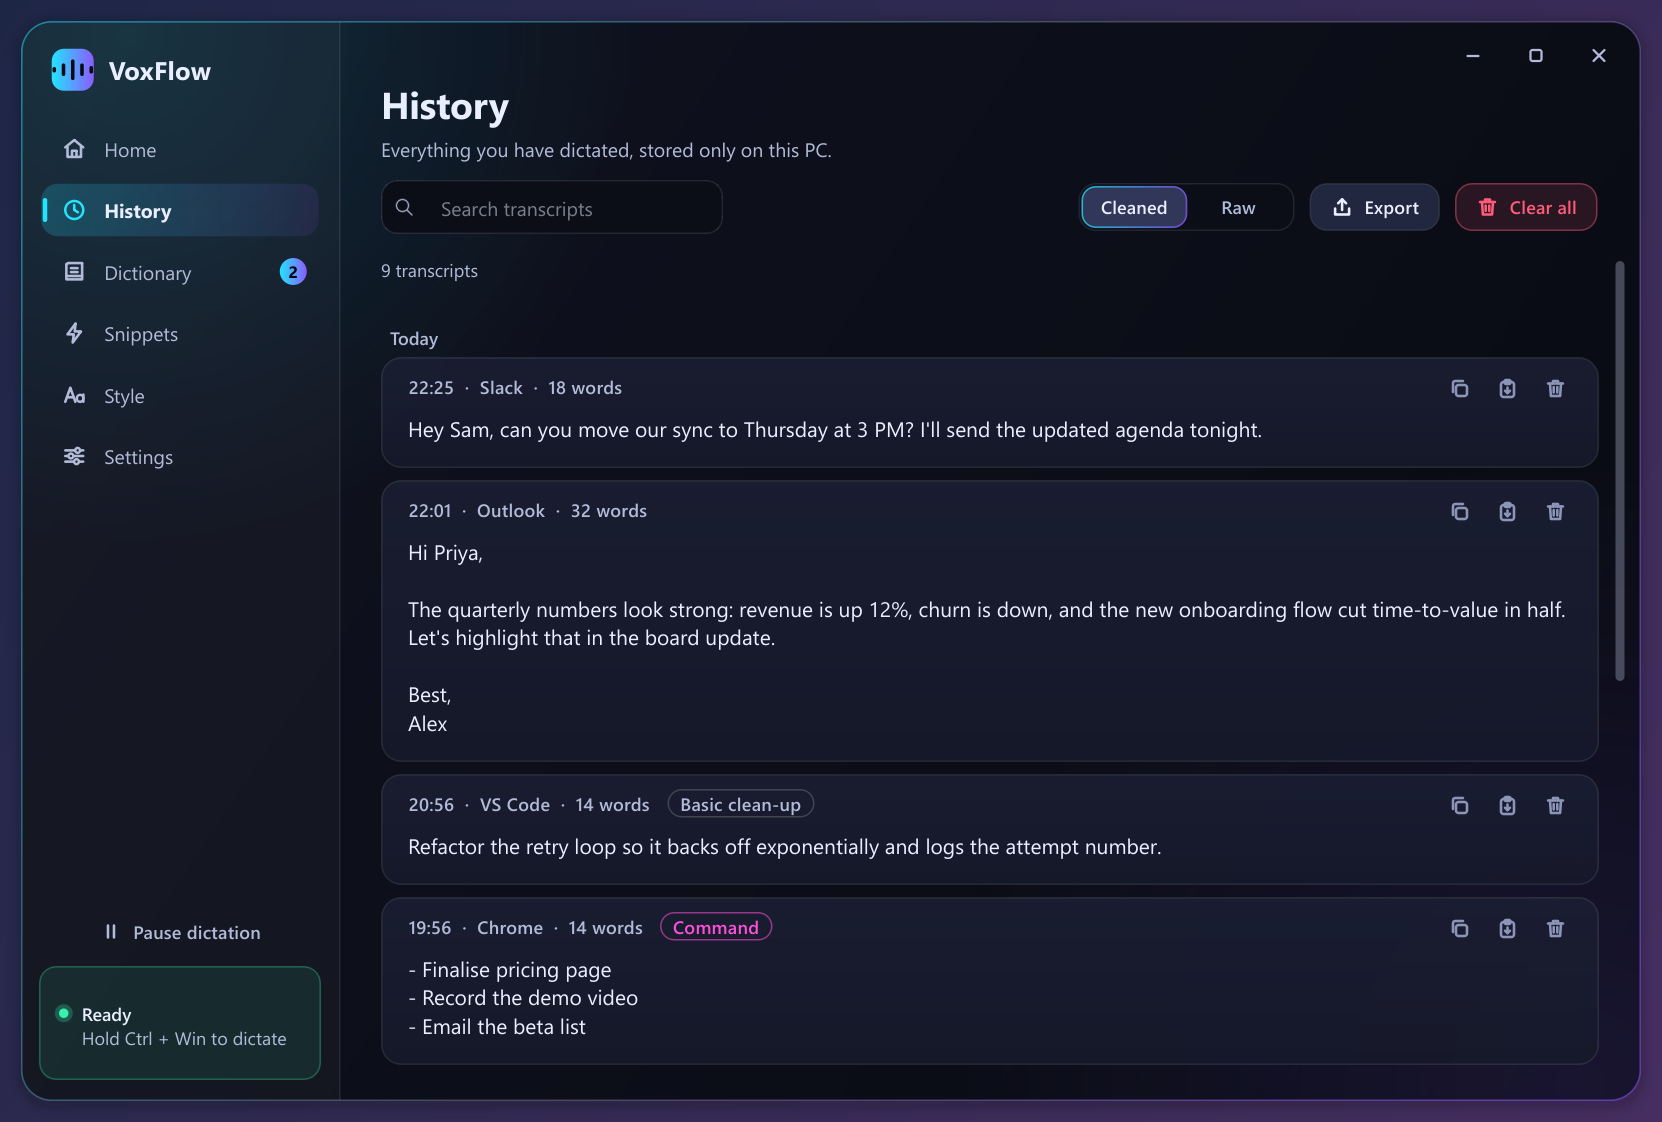 VoxFlow
Home
History
Dictionary
2
Snippets
Style
Settings
Pause dictation
Ready
Hold Ctrl + Win to dictate
History
Everything you have dictated, stored only on this PC.
Search transcripts
Cleaned
Raw
Export
Clear all
9 transcripts
Today
22:25 · Slack · 18 words
Hey Sam, can you move our sync to Thursday at 3 PM? I'll send the updated agenda tonight.
22:01 · Outlook · 32 words
Hi Priya,
The quarterly numbers look strong: revenue is up 12%, churn is down, and the new onboarding flow cut time-to-value in half.
Let's highlight that in the board update.
Best,
Alex
20:56 · VS Code · 14 words Basic clean-up
Refactor the retry loop so it backs off exponentially and logs the attempt number.
19:56 · Chrome · 14 words Command
- Finalise pricing page
- Record the demo video
- Email the beta list